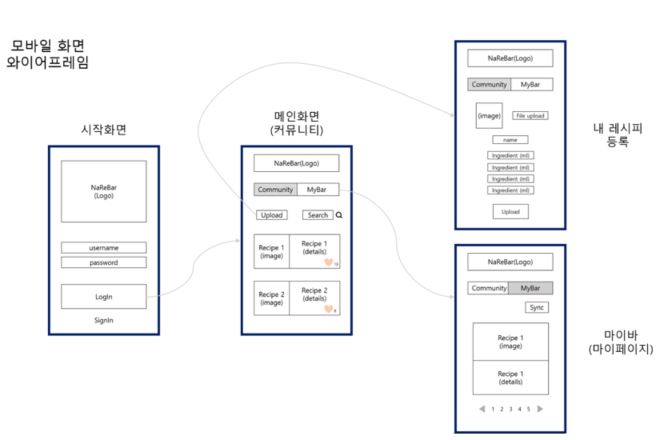 모바일 화면
와이어프레임
시작화면
NaReBar
(Logo)
username
password
LogIn
SignIn
메인화면
(커뮤니티)
NaReBar(Logo)
Community MyBar
Upload Search
Recipe 1
(image)
Recipe 1
(details)
Recipe 2
(image)
Recipe 2
(details)
내 레시피
등록
NaReBar(Logo)
Community MyBar
(image)
File upload
name
Ingredient (ml)
Ingredient (ml)
Ingredient (ml)
Ingredient (ml)
Upload
마이바
(마이페이지)
NaReBar(Logo)
Community MyBar
Sync
Recipe 1
(image)
Recipe 1
(details)
1 2 3 4 5